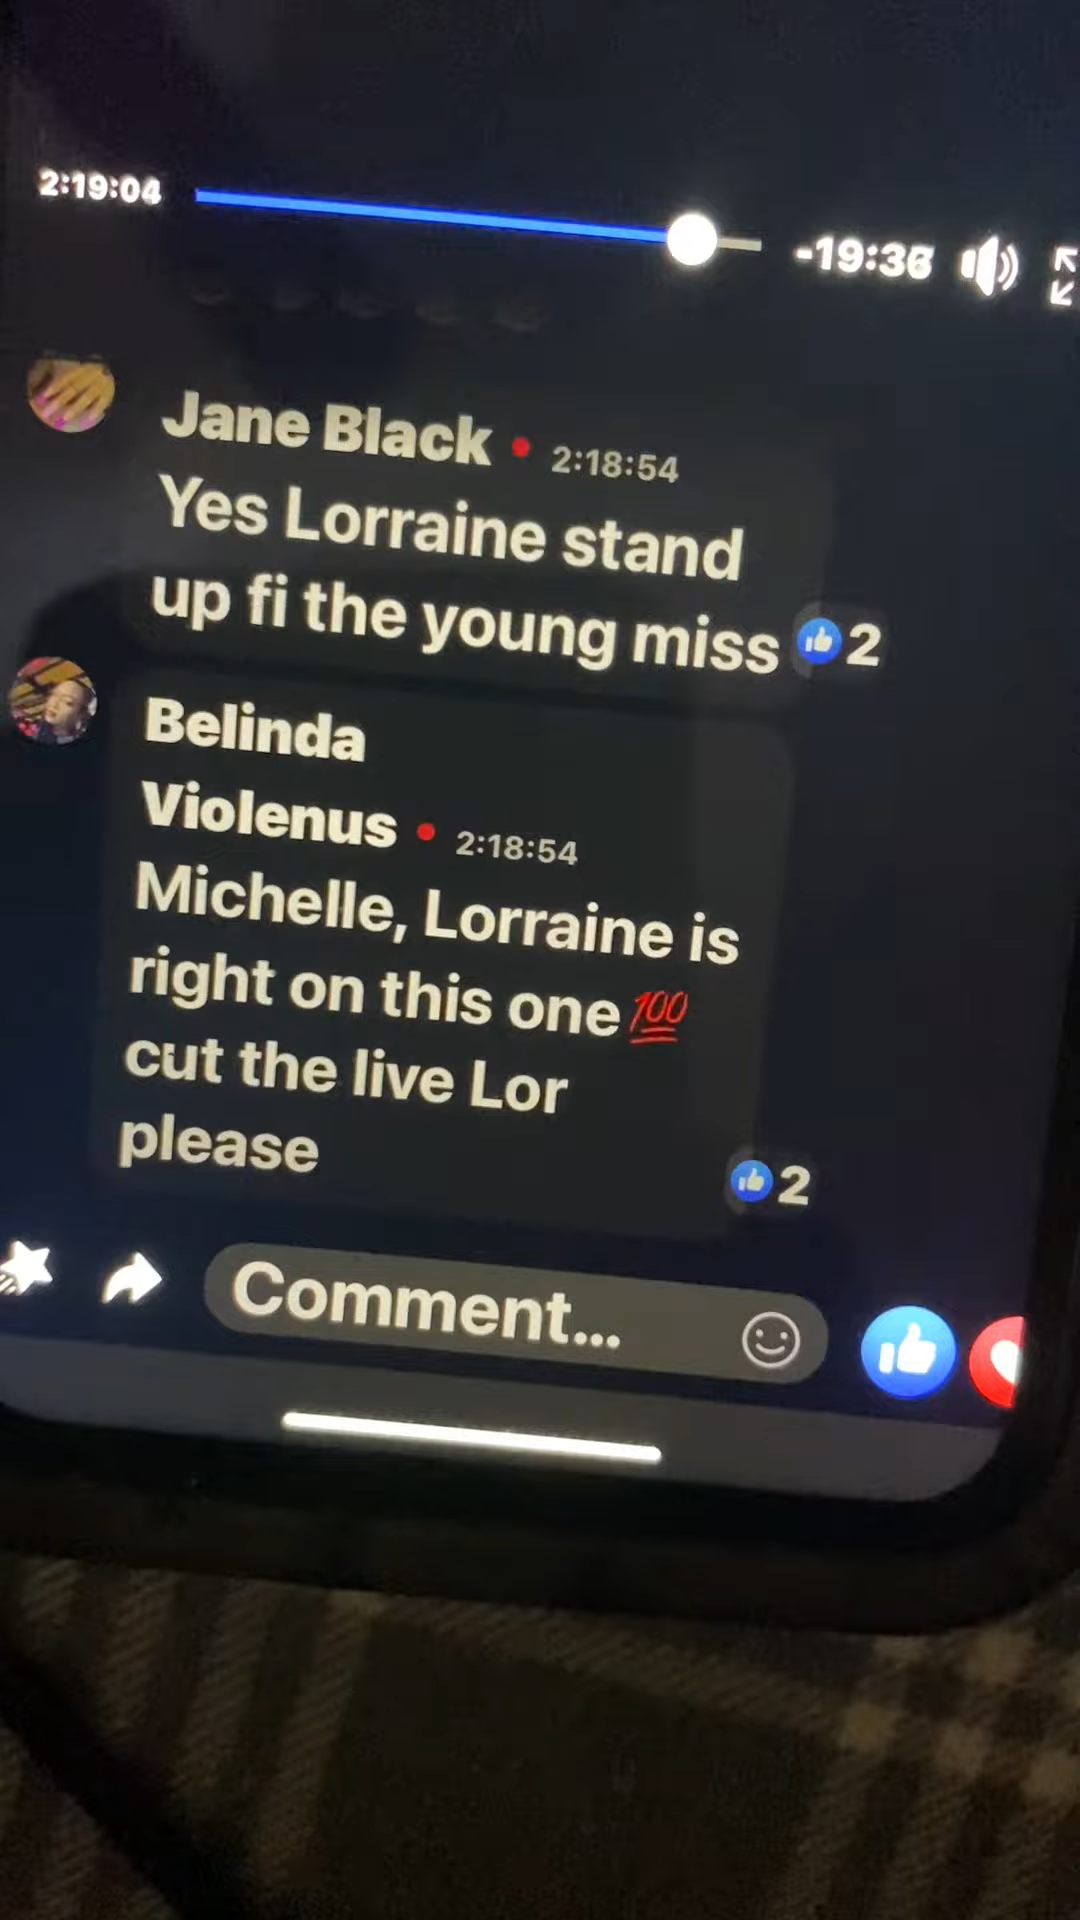 2:19:04
-19:36
Jane Black • 2:18:54
Yes Lorraine stand
up fi the young miss 2
Belinda
Violenus • 2:18:54
Michelle, Lorraine is
right on this one💯
cut the live Lor
please
2
Comment...